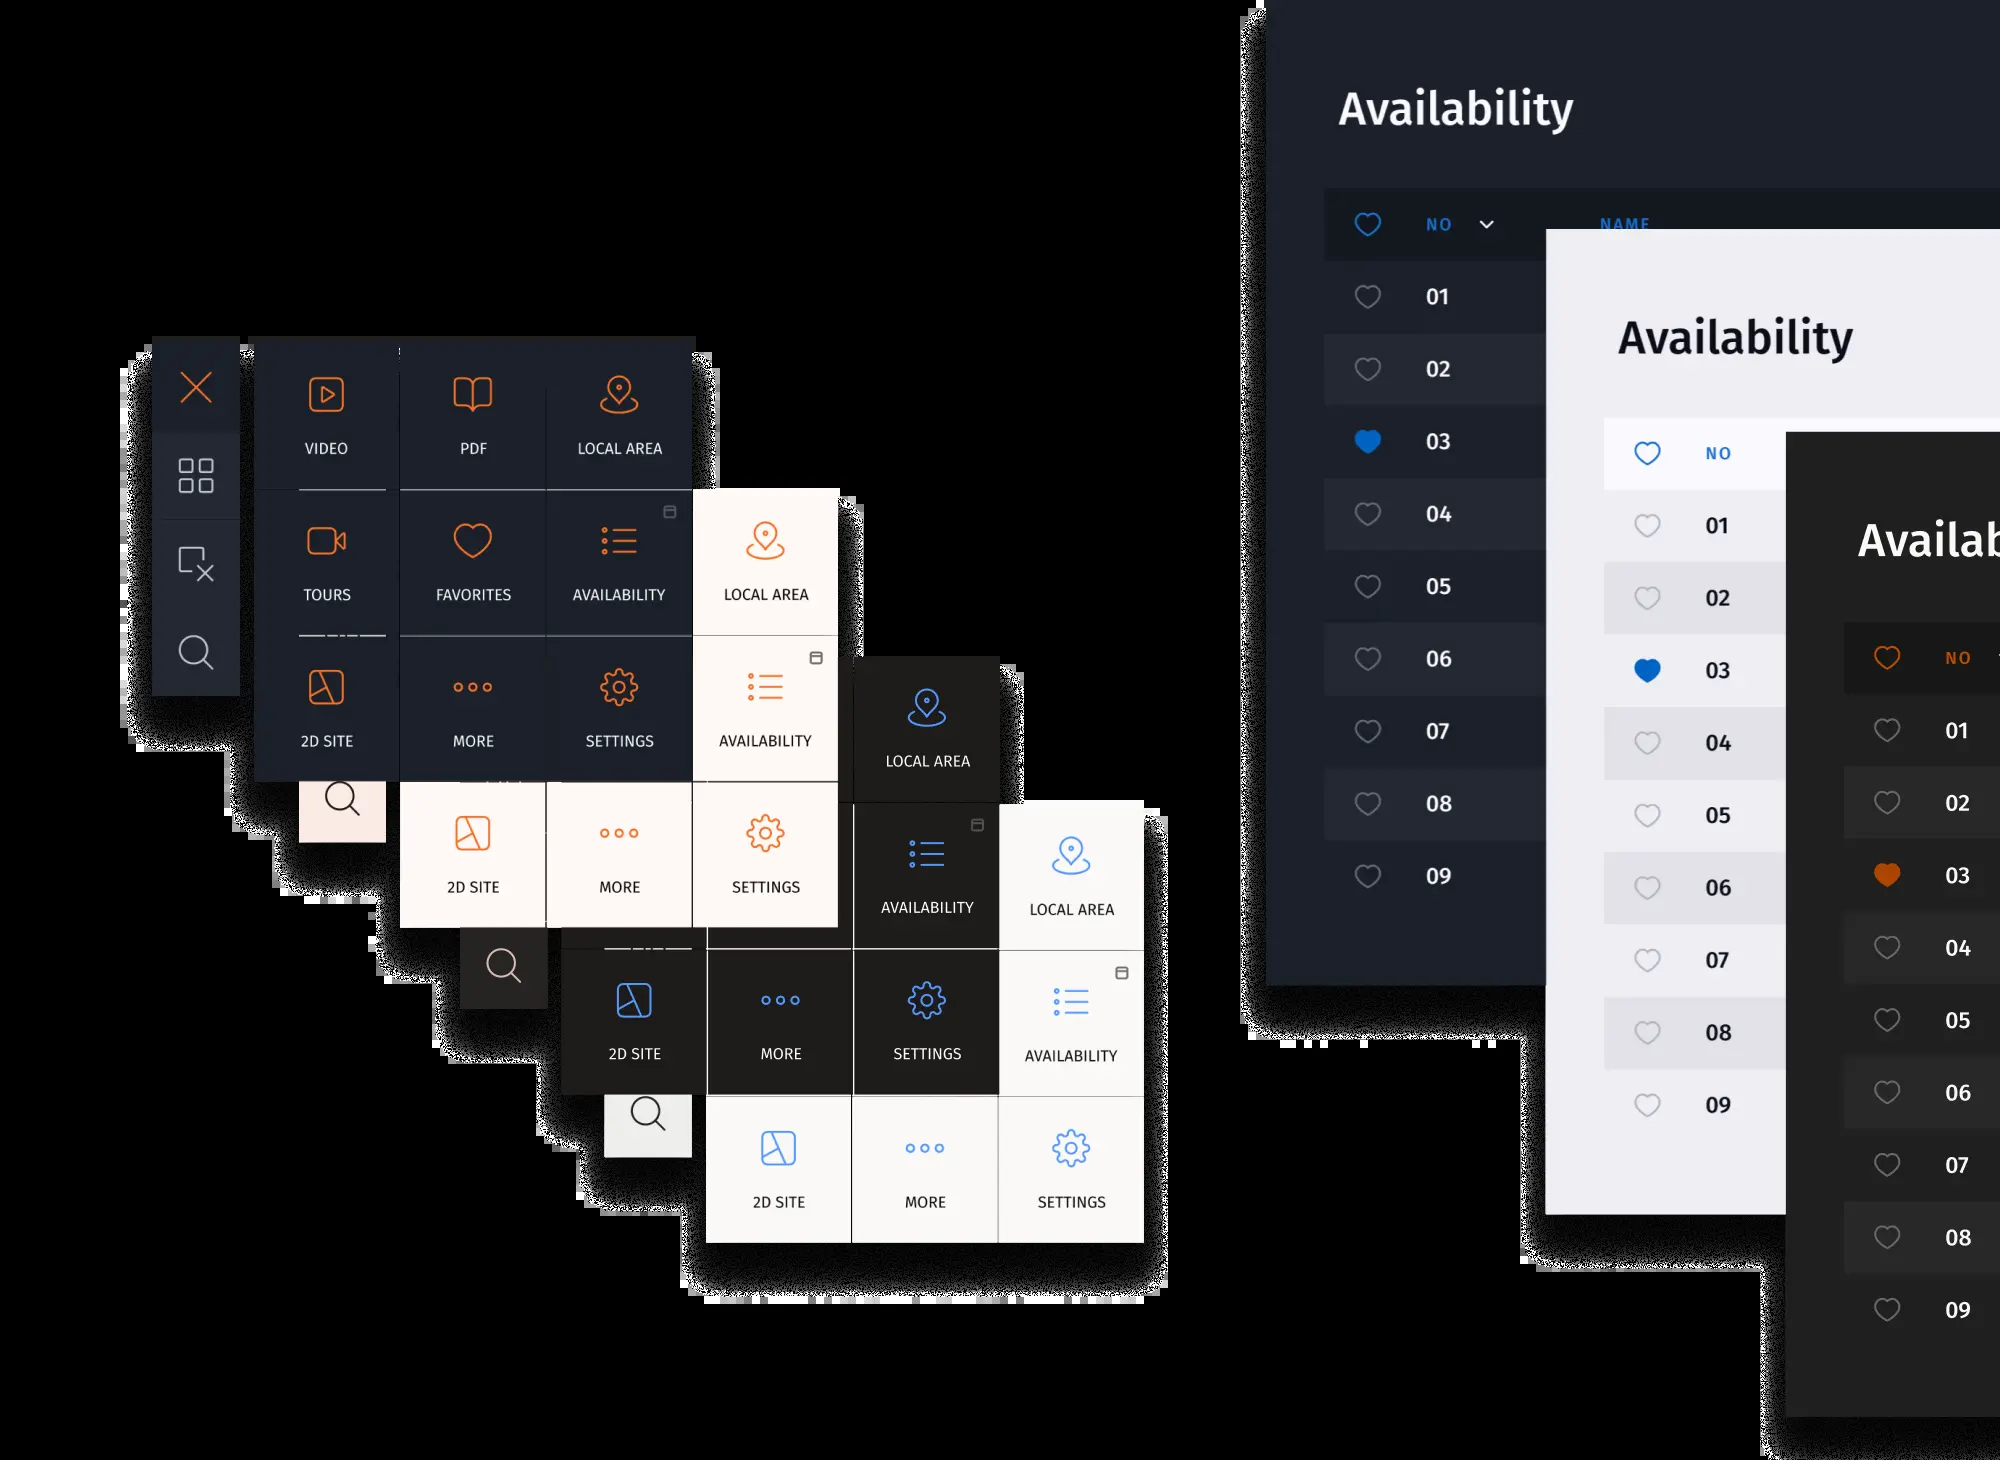 VIDEO
PDF
LOCAL AREA
TOURS
FAVORITES
AVAILABILITY
2D SITE
MORE
SETTINGS
LOCAL AREA
AVAILABILITY
2D SITE
MORE
SETTINGS
LOCAL AREA
AVAILABILITY
2D SITE
MORE
SETTINGS
LOCAL AREA
AVAILABILITY
2D SITE
MORE
SETTINGS
Availability
NO NAME
01
02
03
04
05
06
07
08
09
Availability
NO
01
02
03
04
05
06
07
08
09
Availab
NO
01
02
03
04
05
06
07
08
09